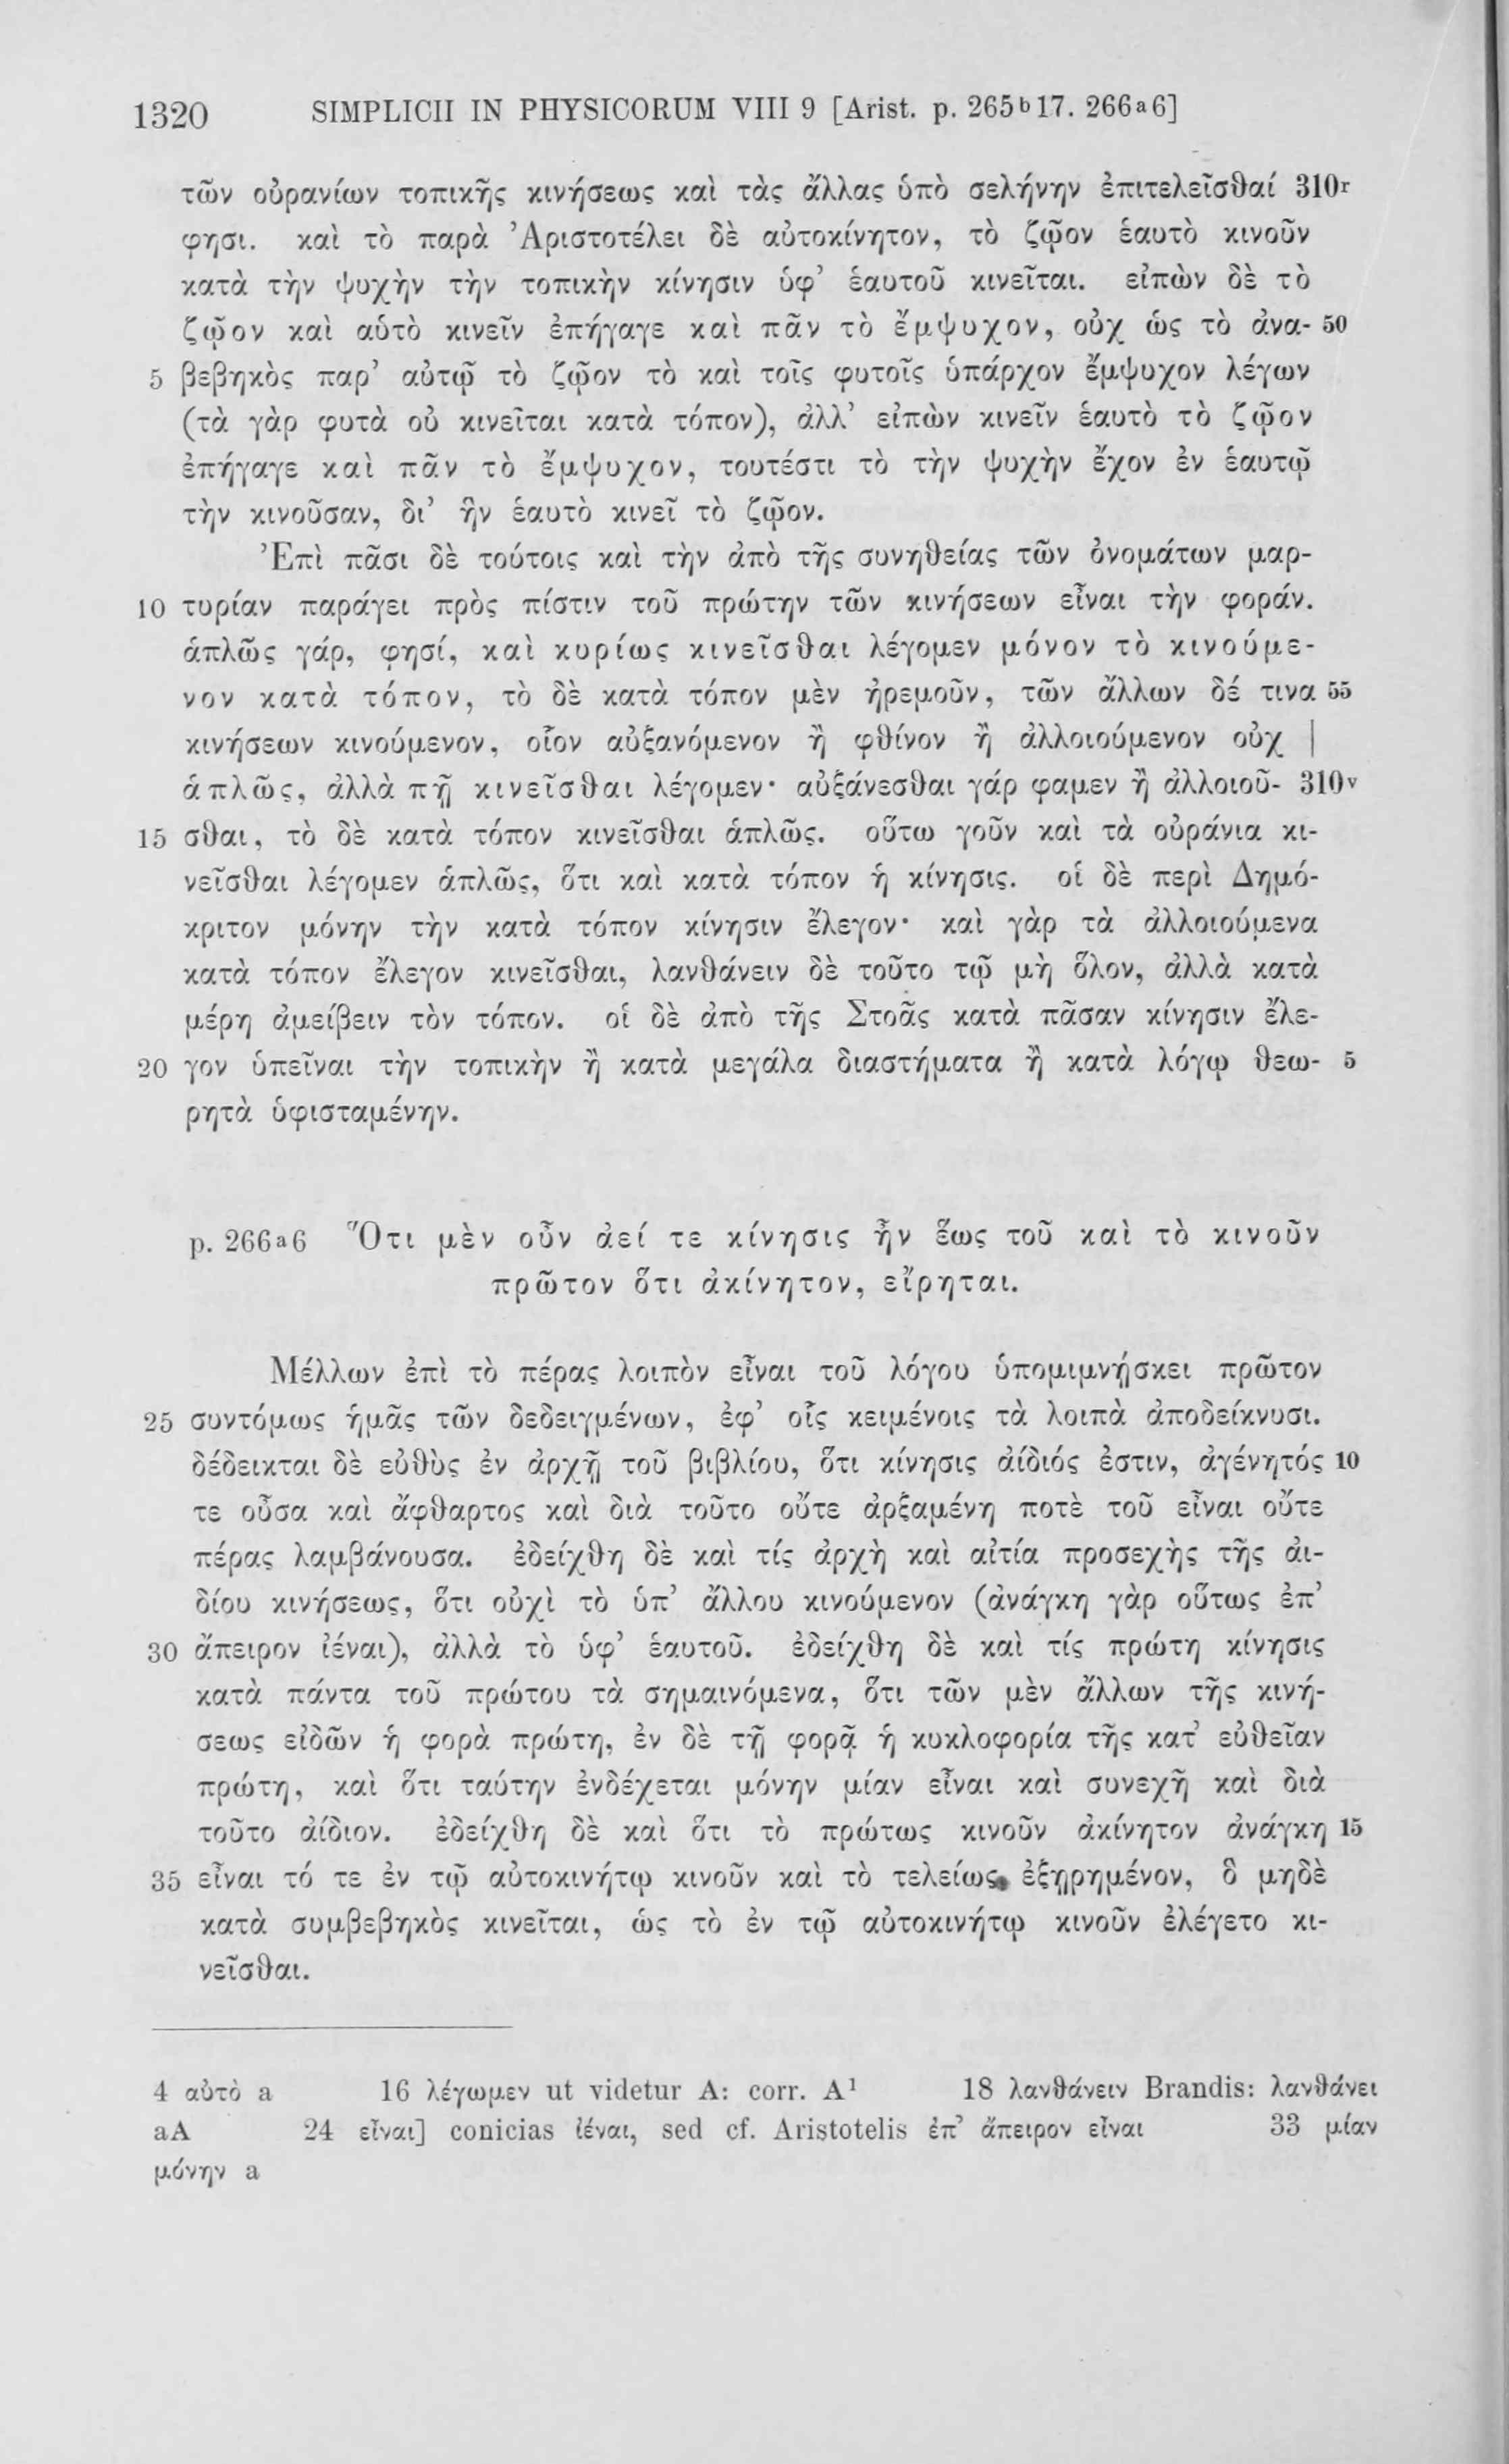 1320 SIMPLICII IN PHYSICORUM VIII 9 [Arist. p. 265ᵇ17. 266ᵃ6]
τῶν οὐρανίων τοπικῆς κινήσεως καὶ τὰς ἄλλας ὑπὸ σελήνην ἐπιτελεῖσθαί 310ʳ
φησι. καὶ τὸ παρὰ Ἀριστοτέλει δὲ αὐτοκίνητον, τὸ ζῷον ἑαυτὸ κινοῦν
κατὰ τὴν ψυχὴν τὴν τοπικὴν κίνησιν ὑφ’ ἑαυτοῦ κινεῖται. εἰπὼν δὲ τὸ
ζῷον καὶ αὑτὸ κινεῖν ἐπήγαγε καὶ πᾶν τὸ ἔμψυχον, οὐχ ὡς τὸ ἀνα- 50
5 βεβηκὸς παρ’ αὐτῷ τὸ ζῷον τὸ καὶ τοῖς φυτοῖς ὑπάρχον ἔμψυχον λέγων
(τὰ γὰρ φυτὰ οὐ κινεῖται κατὰ τόπον), ἀλλ’ εἰπὼν κινεῖν ἑαυτὸ τὸ ζῷον
ἐπήγαγε καὶ πᾶν τὸ ἔμψυχον, τουτέστι τὸ τὴν ψυχὴν ἔχον ἐν ἑαυτῷ
τὴν κινοῦσαν, δι’ ἣν ἑαυτὸ κινεῖ τὸ ζῷον.
Ἐπὶ πᾶσι δὲ τούτοις καὶ τὴν ἀπὸ τῆς συνηθείας τῶν ὀνομάτων μαρ-
10 τυρίαν παράγει πρὸς πίστιν τοῦ πρώτην τῶν κινήσεων εἶναι τὴν φοράν.
ἁπλῶς γάρ, φησί, καὶ κυρίως κινεῖσθαι λέγομεν μόνον τὸ κινούμε-
νον κατὰ τόπον, τὸ δὲ κατὰ τόπον μὲν ἠρεμοῦν, τῶν ἄλλων δέ τινα 55
κινήσεων κινούμενον, οἷον αὐξανόμενον ἢ φθίνον ἢ ἀλλοιούμενον οὐχ |
ἁπλῶς, ἀλλὰ πῇ κινεῖσθαι λέγομεν· αὐξάνεσθαι γάρ φαμεν ἢ ἀλλοιοῦ- 310ᵛ
15 σθαι, τὸ δὲ κατὰ τόπον κινεῖσθαι ἁπλῶς. οὕτω γοῦν καὶ τὰ οὐράνια κι-
νεῖσθαι λέγομεν ἁπλῶς, ὅτι καὶ κατὰ τόπον ἡ κίνησις. οἱ δὲ περὶ Δημό-
κριτον μόνην τὴν κατὰ τόπον κίνησιν ἔλεγον· καὶ γὰρ τὰ ἀλλοιούμενα
κατὰ τόπον ἔλεγον κινεῖσθαι, λανθάνειν δὲ τοῦτο τῷ μὴ ὅλον, ἀλλὰ κατὰ
μέρη ἀμείβειν τὸν τόπον. οἱ δὲ ἀπὸ τῆς Στοᾶς κατὰ πᾶσαν κίνησιν ἔλε-
20 γον ὑπεῖναι τὴν τοπικὴν ἢ κατὰ μεγάλα διαστήματα ἢ κατὰ λόγῳ θεω- 5
ρητὰ ὑφισταμένην.
p. 266ᵃ6 Ὅτι μὲν οὖν ἀεί τε κίνησις ἦν ἕως τοῦ καὶ τὸ κινοῦν
πρῶτον ὅτι ἀκίνητον, εἴρηται.
Μέλλων ἐπὶ τὸ πέρας λοιπὸν εἶναι τοῦ λόγου ὑπομιμνῄσκει πρῶτον
25 συντόμως ἡμᾶς τῶν δεδειγμένων, ἐφ’ οἷς κειμένοις τὰ λοιπὰ ἀποδείκνυσι.
δέδεικται δὲ εὐθὺς ἐν ἀρχῇ τοῦ βιβλίου, ὅτι κίνησις ἀίδιός ἐστιν, ἀγένητός 10
τε οὖσα καὶ ἄφθαρτος καὶ διὰ τοῦτο οὔτε ἀρξαμένη ποτὲ τοῦ εἶναι οὔτε
πέρας λαμβάνουσα. ἐδείχθη δὲ καὶ τίς ἀρχὴ καὶ αἰτία προσεχὴς τῆς ἀι-
δίου κινήσεως, ὅτι οὐχὶ τὸ ὑπ’ ἄλλου κινούμενον (ἀνάγκη γὰρ οὕτως ἐπ’
30 ἄπειρον ἰέναι), ἀλλὰ τὸ ὑφ’ ἑαυτοῦ. ἐδείχθη δὲ καὶ τίς πρώτη κίνησις
κατὰ πάντα τοῦ πρώτου τὰ σημαινόμενα, ὅτι τῶν μὲν ἄλλων τῆς κινή-
σεως εἰδῶν ἡ φορὰ πρώτη, ἐν δὲ τῇ φορᾷ ἡ κυκλοφορία τῆς κατ’ εὐθεῖαν
πρώτη, καὶ ὅτι ταύτην ἐνδέχεται μόνην μίαν εἶναι καὶ συνεχῆ καὶ διὰ
τοῦτο ἀίδιον. ἐδείχθη δὲ καὶ ὅτι τὸ πρώτως κινοῦν ἀκίνητον ἀνάγκη 15
35 εἶναι τό τε ἐν τῷ αὐτοκινήτῳ κινοῦν καὶ τὸ τελείως ἐξῃρημένον, ὃ μηδὲ
κατὰ συμβεβηκὸς κινεῖται, ὡς τὸ ἐν τῷ αὐτοκινήτῳ κινοῦν ἐλέγετο κι-
νεῖσθαι.
4 αὐτὸ a 16 λέγωμεν ut videtur A: corr. A¹ 18 λανθάνειν Brandis: λανθάνει
aA 24 εἶναι] conicias ἰέναι, sed cf. Aristotelis ἐπ’ ἄπειρον εἶναι 33 μίαν
μόνην a